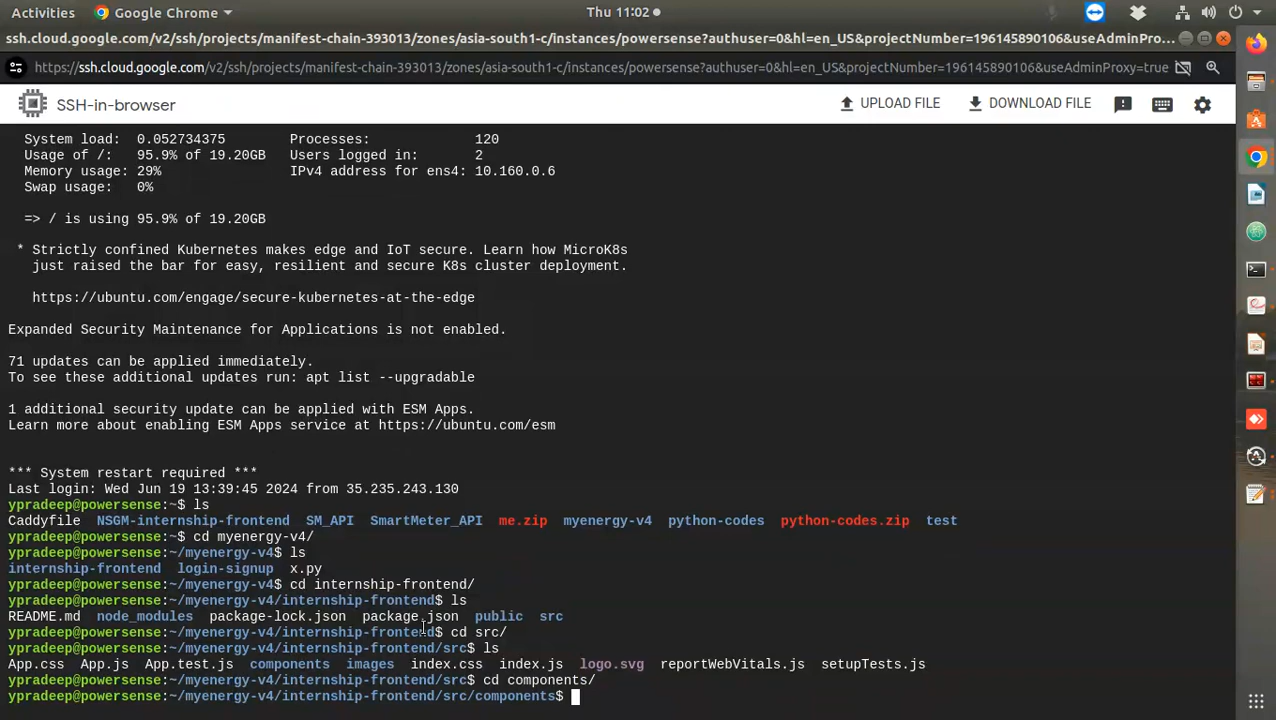 Activities Google Chrome Thu 11:02
ssh.cloud.google.com/v2/ssh/projects/manifest-chain-393013/zones/asia-south1-c/instances/powersense?authuser=0&hl=en_US&projectNumber=196145890106&useAdminPro...
https://ssh.cloud.google.com/v2/ssh/projects/manifest-chain-393013/zones/asia-south1-c/instances/powersense?authuser=0&hl=en_US&projectNumber=196145890106&useAdminProxy=true
SSH-in-browser UPLOAD FILE DOWNLOAD FILE
System load: 0.052734375 Processes: 120
Usage of /: 95.9% of 19.20GB Users logged in: 2
Memory usage: 29% IPv4 address for ens4: 10.160.0.6
Swap usage: 0%
=> / is using 95.9% of 19.20GB
* Strictly confined Kubernetes makes edge and IoT secure. Learn how MicroK8s
just raised the bar for easy, resilient and secure K8s cluster deployment.
https://ubuntu.com/engage/secure-kubernetes-at-the-edge
Expanded Security Maintenance for Applications is not enabled.
71 updates can be applied immediately.
To see these additional updates run: apt list --upgradable
1 additional security update can be applied with ESM Apps.
Learn more about enabling ESM Apps service at https://ubuntu.com/esm
*** System restart required ***
Last login: Wed Jun 19 13:39:45 2024 from 35.235.243.130
ypradeep@powersense:~$ ls
Caddyfile NSGM-internship-frontend SM_API SmartMeter_API me.zip myenergy-v4 python-codes python-codes.zip test
ypradeep@powersense:~$ cd myenergy-v4/
ypradeep@powersense:~/myenergy-v4$ ls
internship-frontend login-signup x.py
ypradeep@powersense:~/myenergy-v4$ cd internship-frontend/
ypradeep@powersense:~/myenergy-v4/internship-frontend$ ls
README.md node_modules package-lock.json package.json public src
ypradeep@powersense:~/myenergy-v4/internship-frontend$ cd src/
ypradeep@powersense:~/myenergy-v4/internship-frontend/src$ ls
App.css App.js App.test.js components images index.css index.js logo.svg reportWebVitals.js setupTests.js
ypradeep@powersense:~/myenergy-v4/internship-frontend/src$ cd components/
ypradeep@powersense:~/myenergy-v4/internship-frontend/src/components$